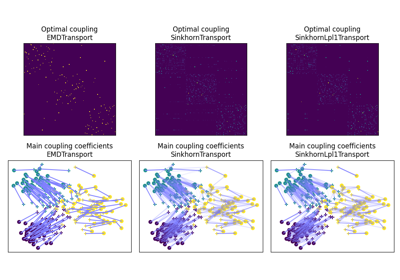 Optimal coupling
EMDTransport
Optimal coupling
SinkhornTransport
Optimal coupling
SinkhornLpl1Transport
Main coupling coefficients
EMDTransport
Main coupling coefficients
SinkhornTransport
Main coupling coefficients
SinkhornLpl1Transport